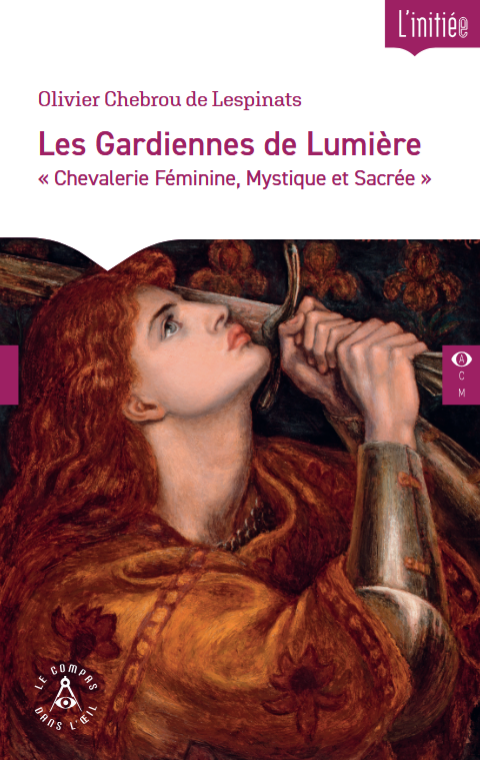 L'initiée
Olivier Chebrou de Lespinats
Les Gardiennes de Lumière
« Chevalerie Féminine, Mystique et Sacrée »
A
C
M
LE COMPAS
DANS L'ŒIL